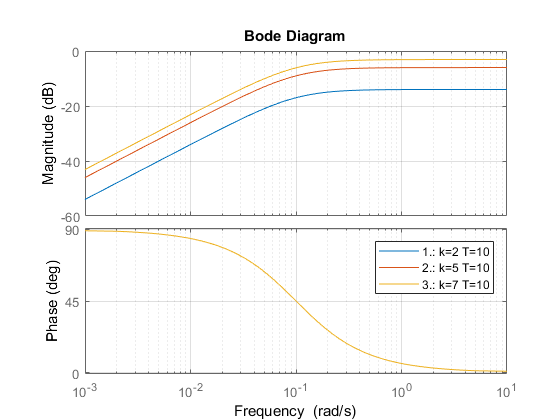 Bode Diagram
Magnitude (dB)
0
-20
-40
-60
Phase (deg)
90
45
0
1.: k=2 T=10
2.: k=5 T=10
3.: k=7 T=10
10^-3 10^-2 10^-1 10^0 10^1
Frequency (rad/s)